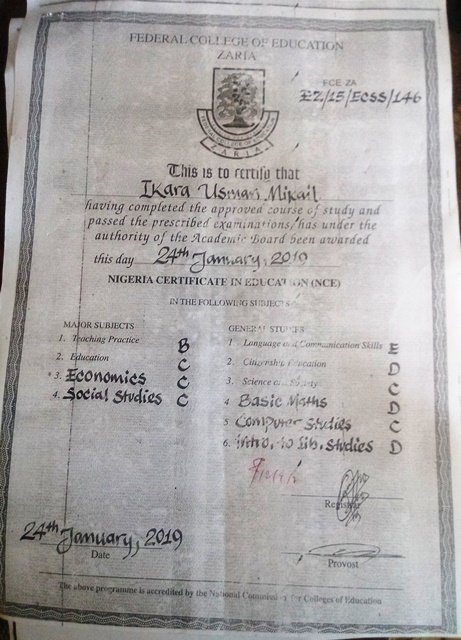 FEDERAL COLLEGE OF EDUCATION
ZARIA
FCE ZA
EZ/15/ECSS/146
ZARIA
This is to certify that
Ikara Usman Mikail
having completed the approved course of study and
passed the prescribed examinations/has under the
authority of the Academic Board been awarded
this day 24th January, 2019
NIGERIA CERTIFICATE IN EDUCATION (NCE)
IN THE FOLLOWING SUBJECTS
MAJOR SUBJECTS
1. Teaching Practice B
2. Education C
3. Economics C
4. Social Studies C
GENERAL STUDIES
1 Language and Communication Skills E
2. Citizenship Education D
3. Science and Society C
4 Basic Maths D
5 Computer Studies C
6. Intro. to Lib. Studies D
Registrar
24th January, 2019
Date
Provost
The above programme is accredited by the National Commission for Colleges of Education